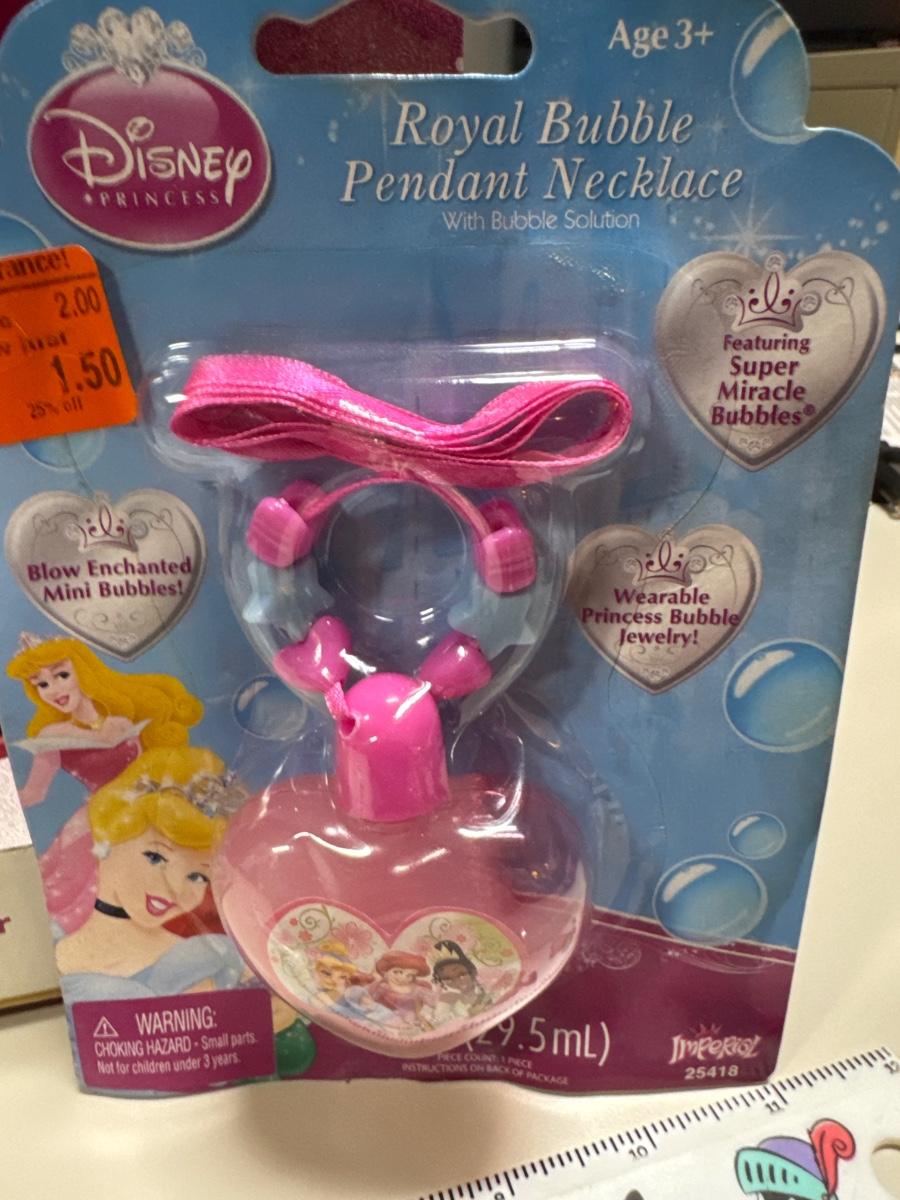 Age 3+
Disney
PRINCESS
Royal Bubble
Pendant Necklace
With Bubble Solution
2.00
1.50
25% off
Featuring
Super
Miracle
Bubbles®
Blow Enchanted
Mini Bubbles!
Wearable
Princess Bubble
Jewelry!
WARNING:
CHOKING HAZARD - Small parts.
Not for children under 3 years.
(29.5mL)
PIECE COUNT: 1 PIECE
INSTRUCTIONS ON BACK OF PACKAGE
Imperial
25418
10
11